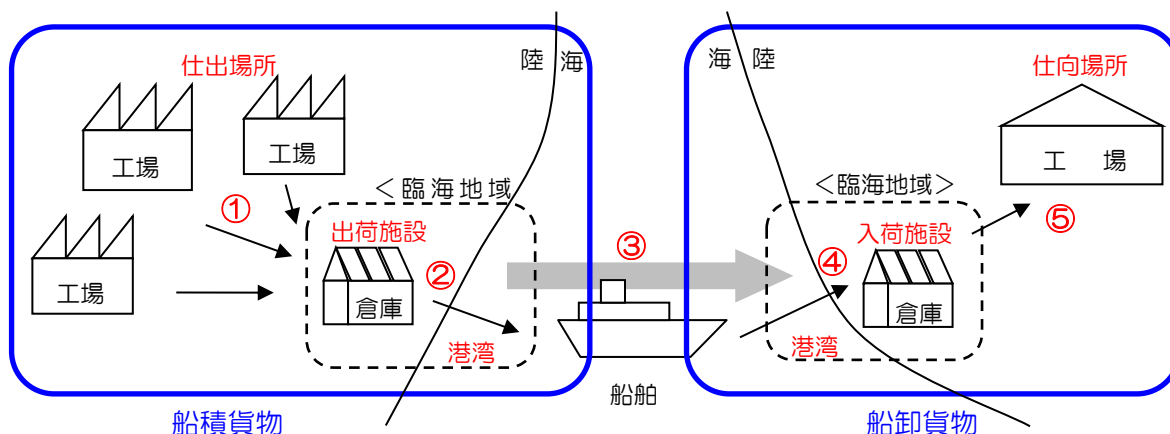 仕出場所
陸 海
工場
工場
①
工場
＜臨海地域
出荷施設
倉庫
②
港湾
③
船舶
船積貨物
海 陸
仕向場所
工 場
＜臨海地域＞
入荷施設
倉庫
④
⑤
港湾
船卸貨物